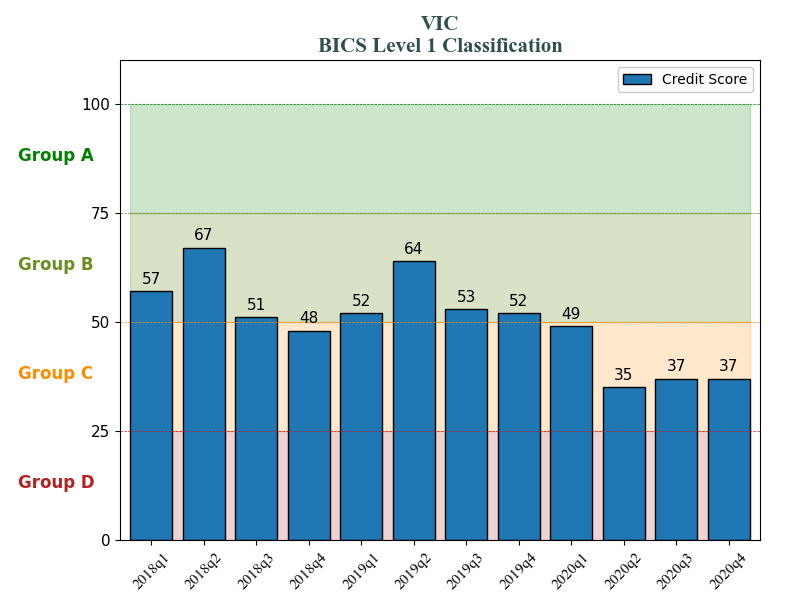 VIC
BICS Level 1 Classification
Credit Score
100
Group A
75
67
64
Group B
57
51
48
52
53
52
49
50
35
37
37
Group C
25
Group D
0
2018q1
2018q2
2018q3
2018q4
2019q1
2019q2
2019q3
2019q4
2020q1
2020q2
2020q3
2020q4